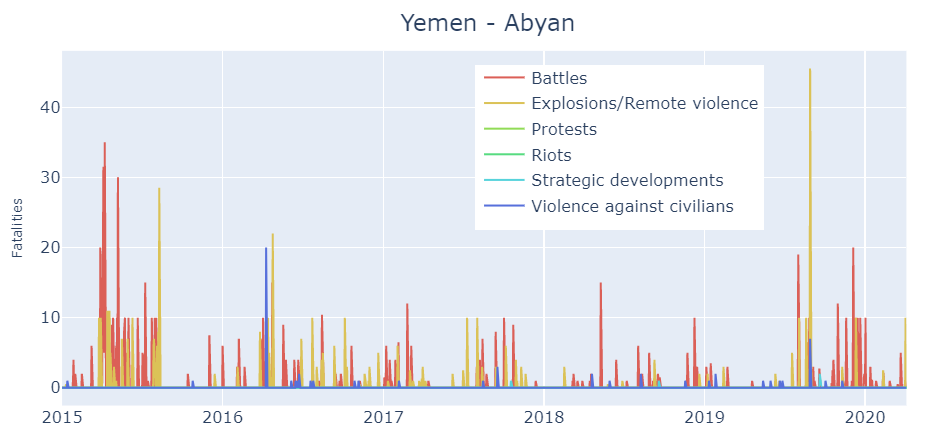 Yemen - Abyan
Battles
Explosions/Remote violence
Protests
Riots
Strategic developments
Violence against civilians
Fatalities
40
30
20
10
0
2015 2016 2017 2018 2019 2020